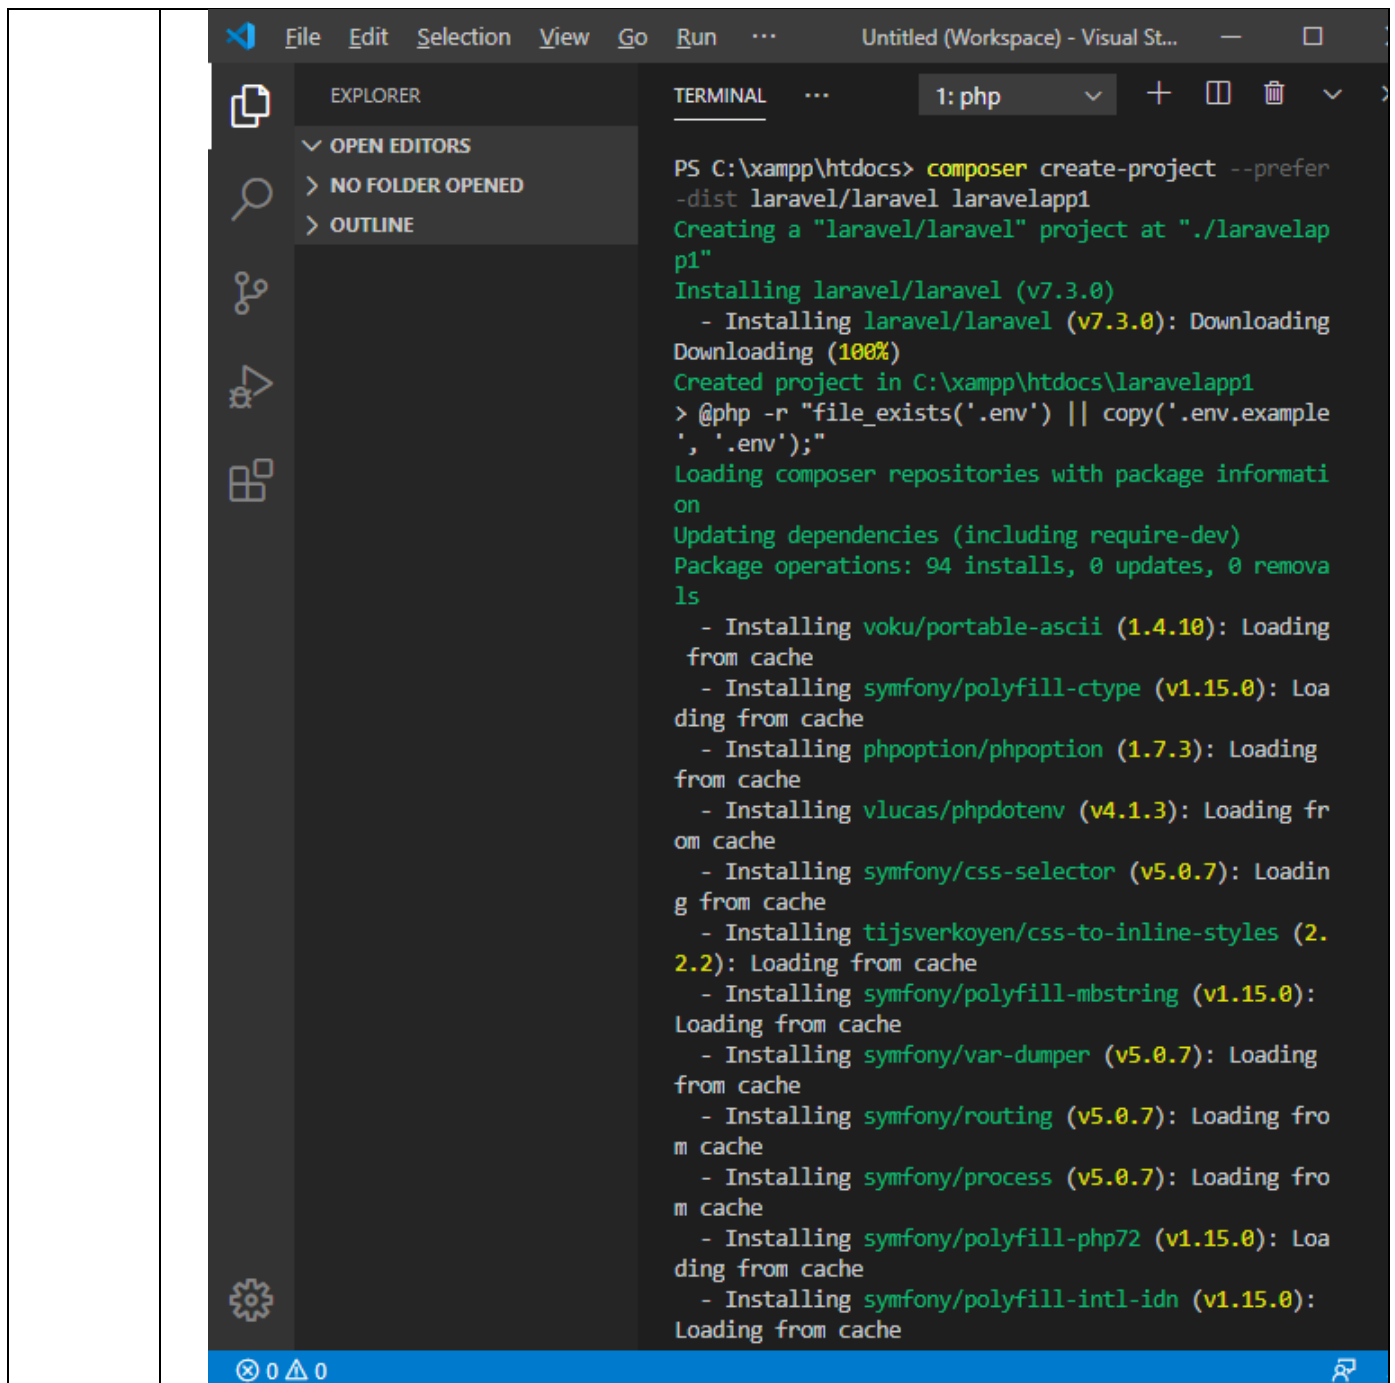 File Edit Selection View Go Run ··· Untitled (Workspace) - Visual St...
EXPLORER
OPEN EDITORS
NO FOLDER OPENED
OUTLINE
TERMINAL ··· 1: php
PS C:\xampp\htdocs> composer create-project --prefer
-dist laravel/laravel laravelapp1
Creating a "laravel/laravel" project at "./laravelap
p1"
Installing laravel/laravel (v7.3.0)
- Installing laravel/laravel (v7.3.0): Downloading
Downloading (100%)
Created project in C:\xampp\htdocs\laravelapp1
> @php -r "file_exists('.env') || copy('.env.example
', '.env');"
Loading composer repositories with package informati
on
Updating dependencies (including require-dev)
Package operations: 94 installs, 0 updates, 0 remova
ls
- Installing voku/portable-ascii (1.4.10): Loading
from cache
- Installing symfony/polyfill-ctype (v1.15.0): Loa
ding from cache
- Installing phpoption/phpoption (1.7.3): Loading
from cache
- Installing vlucas/phpdotenv (v4.1.3): Loading fr
om cache
- Installing symfony/css-selector (v5.0.7): Loadin
g from cache
- Installing tijsverkoyen/css-to-inline-styles (2.
2.2): Loading from cache
- Installing symfony/polyfill-mbstring (v1.15.0):
Loading from cache
- Installing symfony/var-dumper (v5.0.7): Loading
from cache
- Installing symfony/routing (v5.0.7): Loading fro
m cache
- Installing symfony/process (v5.0.7): Loading fro
m cache
- Installing symfony/polyfill-php72 (v1.15.0): Loa
ding from cache
- Installing symfony/polyfill-intl-idn (v1.15.0):
Loading from cache
0 0